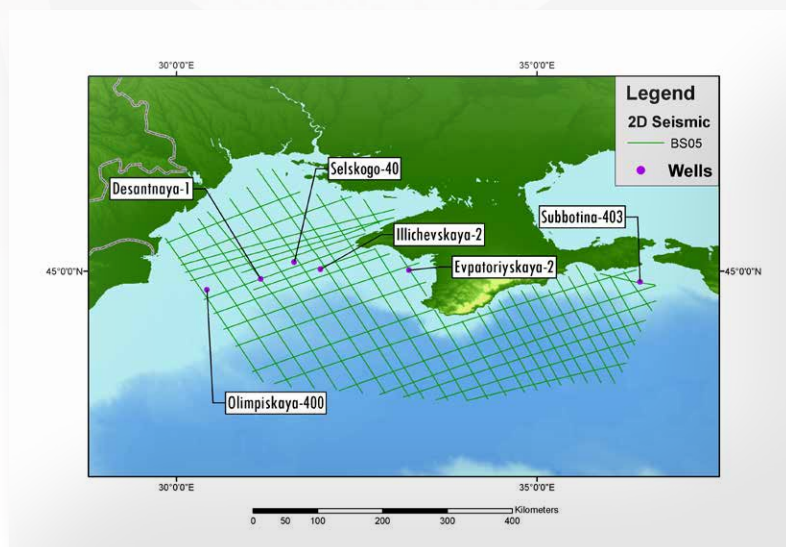 30°0'0"E
35°0'0"E
Legend
2D Seismic
BS05
Wells
Selskogo-40
Desantnaya-1
Subbotina-403
Illichevskaya-2
45°0'0"N
Evpatoriyskaya-2
45°0'0"N
Olimpiskaya-400
30°0'0"E
35°0'0"E
Kilometers
0 50 100 200 300 400